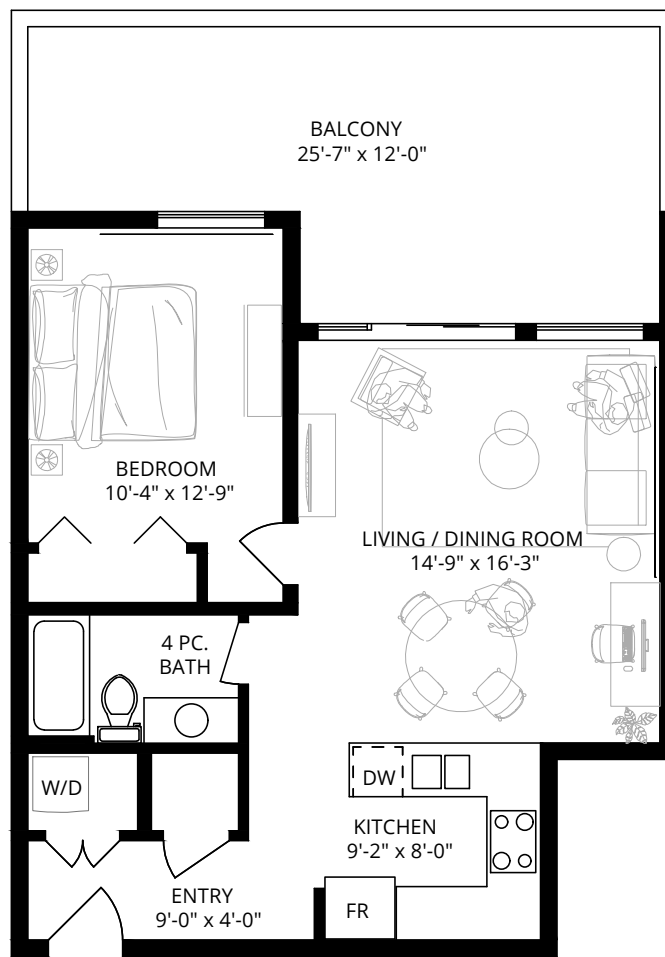 BALCONY
25'-7" x 12'-0"
BEDROOM
10'-4" x 12'-9"
LIVING / DINING ROOM
14'-9" x 16'-3"
4 PC.
BATH
W/D
DW
KITCHEN
9'-2" x 8'-0"
ENTRY
9'-0" x 4'-0"
FR